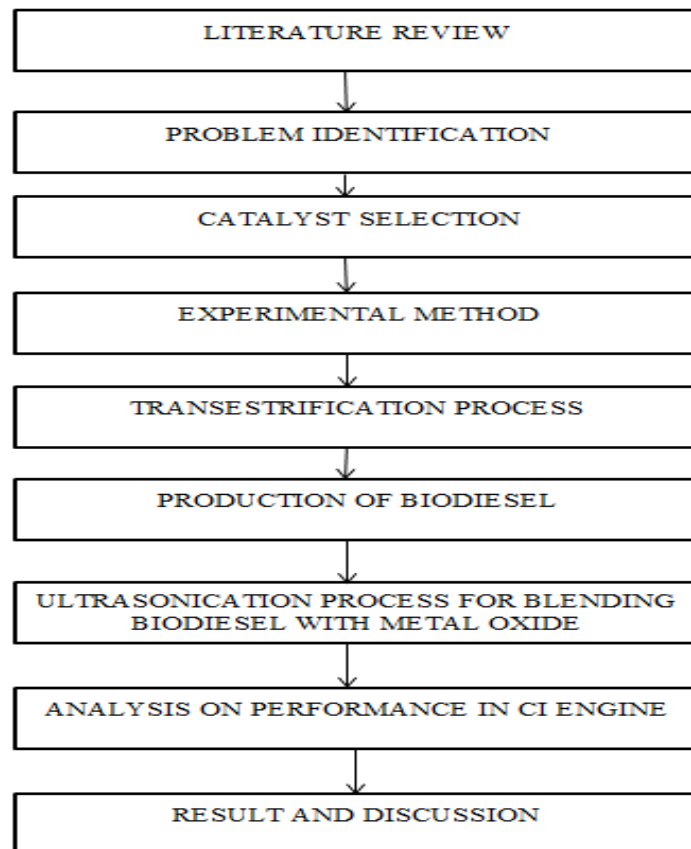 LITERATURE REVIEW
PROBLEM IDENTIFICATION
CATALYST SELECTION
EXPERIMENTAL METHOD
TRANSESTRIFICATION PROCESS
PRODUCTION OF BIODIESEL
ULTRASONICATION PROCESS FOR BLENDING
BIODIESEL WITH METAL OXIDE
ANALYSIS ON PERFORMANCE IN CI ENGINE
RESULT AND DISCUSSION